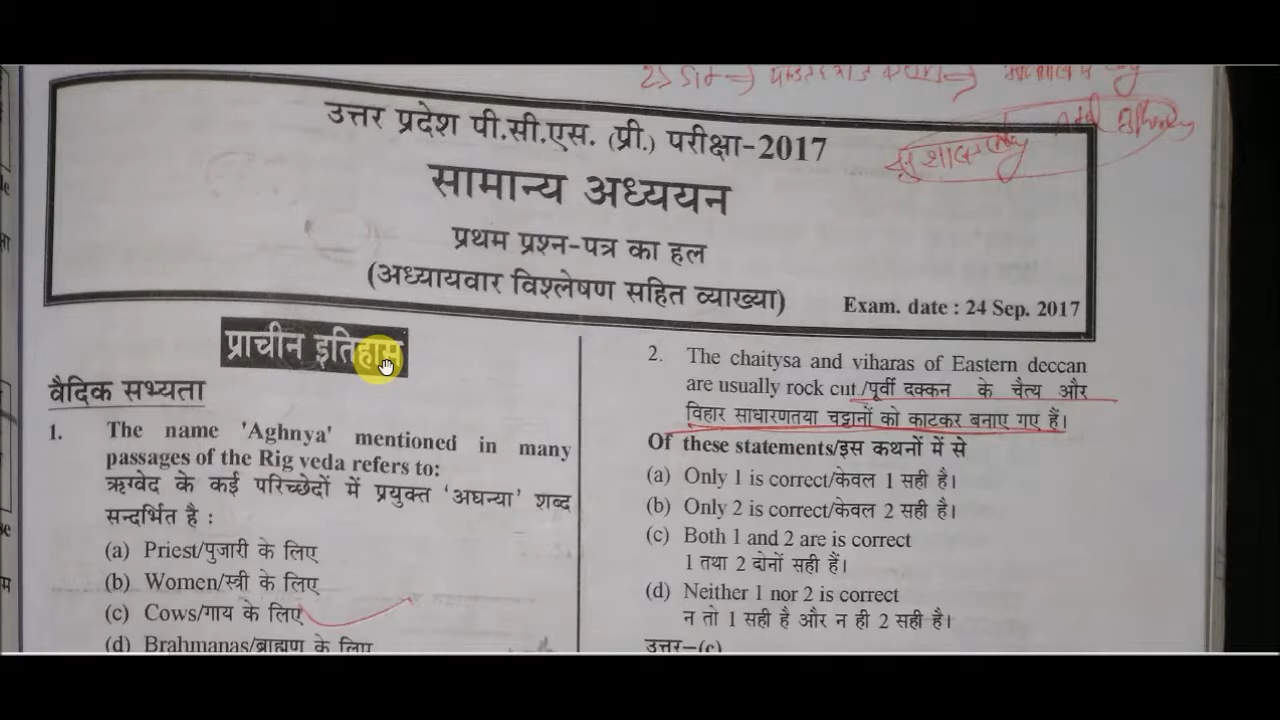 उत्तर प्रदेश पी.सी.एस. (प्री.) परीक्षा-2017
सामान्य अध्ययन
प्रथम प्रश्न-पत्र का हल
(अध्यायवार विश्लेषण सहित व्याख्या)
Exam. date : 24 Sep. 2017
प्राचीन इतिहास
वैदिक सभ्यता
1. The name 'Aghnya' mentioned in many
passages of the Rig veda refers to:
ऋग्वेद के कई परिच्छेदों में प्रयुक्त ‘अघन्या’ शब्द
सन्दर्भित है :
(a) Priest/पुजारी के लिए
(b) Women/स्त्री के लिए
(c) Cows/गाय के लिए
(d) Brahmanas/ब्राह्मण के लिए
2. The chaitysa and viharas of Eastern deccan
are usually rock cut./पूर्वी दक्कन के चैत्य और
विहार साधारणतया चट्टानों को काटकर बनाए गए हैं।
Of these statements/इस कथनों में से
(a) Only 1 is correct/केवल 1 सही है।
(b) Only 2 is correct/केवल 2 सही है।
(c) Both 1 and 2 are is correct
1 तथा 2 दोनों सही हैं।
(d) Neither 1 nor 2 is correct
न तो 1 सही है और न ही 2 सही है।
उत्तर–(c)